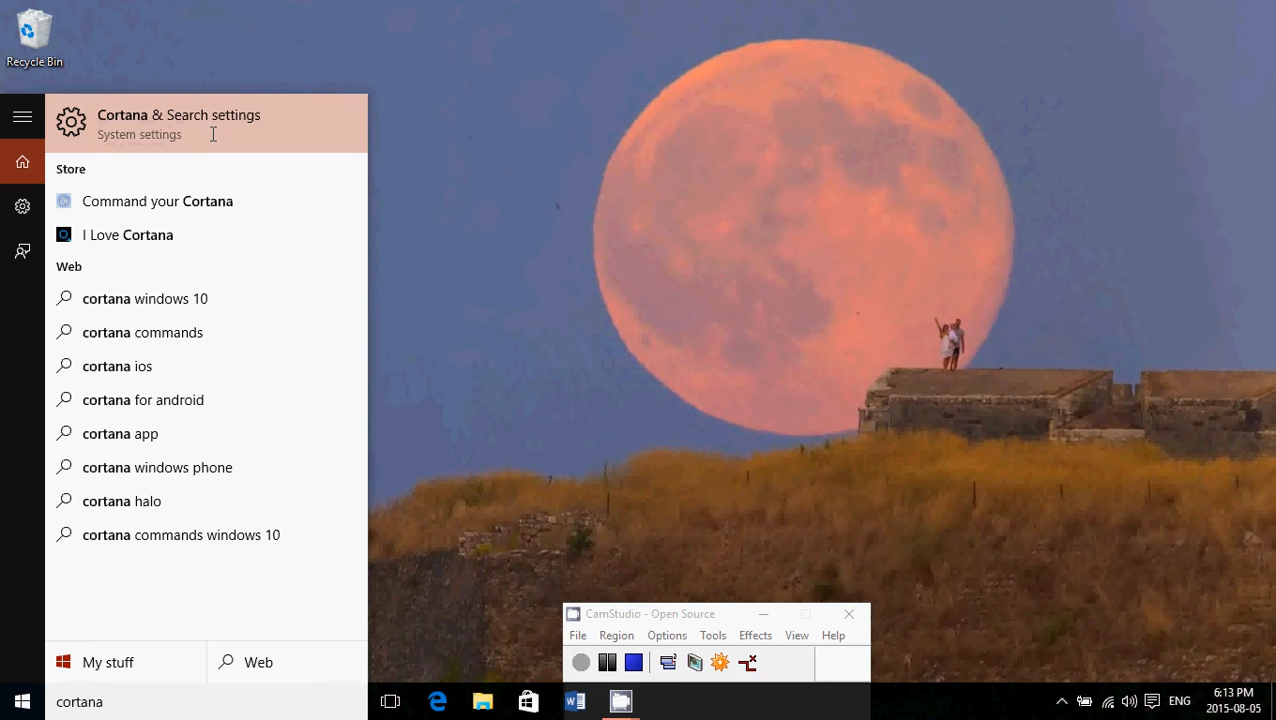 Recycle Bin
Cortana & Search settings
System settings
Store
Command your Cortana
I Love Cortana
Web
cortana windows 10
cortana commands
cortana ios
cortana for android
cortana app
cortana windows phone
cortana halo
cortana commands windows 10
My stuff
Web
cortana
CamStudio - Open Source
File Region Options Tools Effects View Help
ENG
6:13 PM
2015-08-05